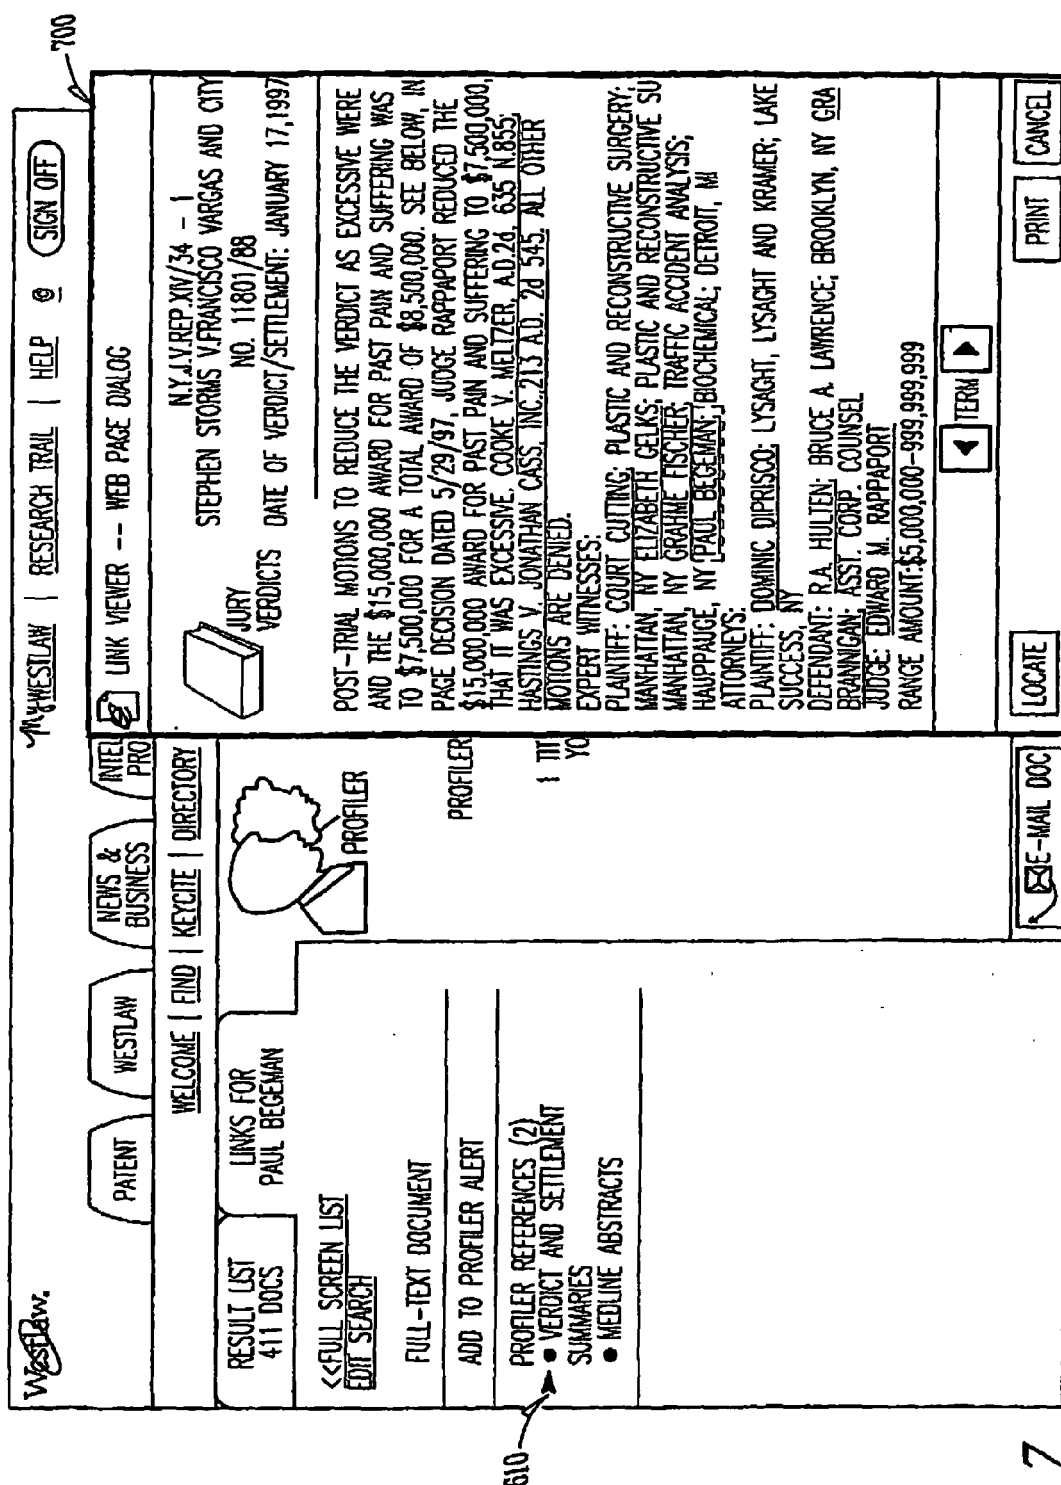 Westlaw.
My WESTLAW | RESEARCH TRAIL | HELP @ SIGN OFF
700
PATENT
WESTLAW
NEWS &
BUSINESS
INTEL
PRO
WELCOME | FIND | KEYCITE | DIRECTORY
RESULT LIST
411 DOCS
LINKS FOR
PAUL BEGEMAN
<<FULL SCREEN LIST
EDIT SEARCH
FULL-TEXT DOCUMENT
ADD TO PROFILER ALERT
PROFILER REFERENCES (2)
● VERDICT AND SETTLEMENT
SUMMARIES
● MEDLINE ABSTRACTS
610
PROFILER
PROFILER
1 TIT
YO
LINK VIEWER -- WEB PAGE DIALOG
JURY
VERDICTS
N.Y.J.V.REP.XIV/34 - 1
STEPHEN STORMS V.FRANCISCO VARGAS AND CITY
NO. 11801/88
DATE OF VERDICT/SETTLEMENT: JANUARY 17,1997
POST-TRIAL MOTIONS TO REDUCE THE VERDICT AS EXCESSIVE WERE
AND THE $15,000,000 AWARD FOR PAST PAIN AND SUFFERING WAS
TO $7,500,000 FOR A TOTAL AWARD OF $8,500,000. SEE BELOW, IN
PAGE DECISION DATED 5/29/97, JUDGE RAPPAPORT REDUCED THE
$15,000,000 AWARD FOR PAST PAIN AND SUFFERING TO $7,500,000,
THAT IT WAS EXCESSIVE, COOKE V. MELTZER, A.D.2d, 635 N.855;
HASTINGS V. JONATHAN CASS, INC.213 A.D. 2d 545. ALL OTHER
MOTIONS ARE DENIED.
EXPERT WITNESSES:
PLAINTIFF: COURT CUTTING; PLASTIC AND RECONSTRUCTIVE SURGERY;
MANHATTAN, NY ELIZABETH GELKS; PLASTIC AND RECONSTRUCTIVE SU
MANHATTAN, NY GRAHME FISCHER; TRAFFIC ACCIDENT ANALYSIS;
HAUPPAUGE, NY PAUL BEGEMAN; BIOCHEMICAL; DETROIT, MI
ATTORNEYS:
PLAINTIFF: DOMINIC DIPRISCO; LYSAGHT, LYSAGHT AND KRAMER; LAKE
SUCCESS, NY
DEFENDANT: R.A. HULTEN; BRUCE A. LAWRENCE; BROOKLYN, NY GRA
BRANNIGAN; ASST. CORP. COUNSEL
JUDGE: EDWARD M. RAPPAPORT
RANGE AMOUNT:$5,000,000-999,999,999
TERM
E-MAIL DOC
LOCATE
PRINT
CANCEL
7